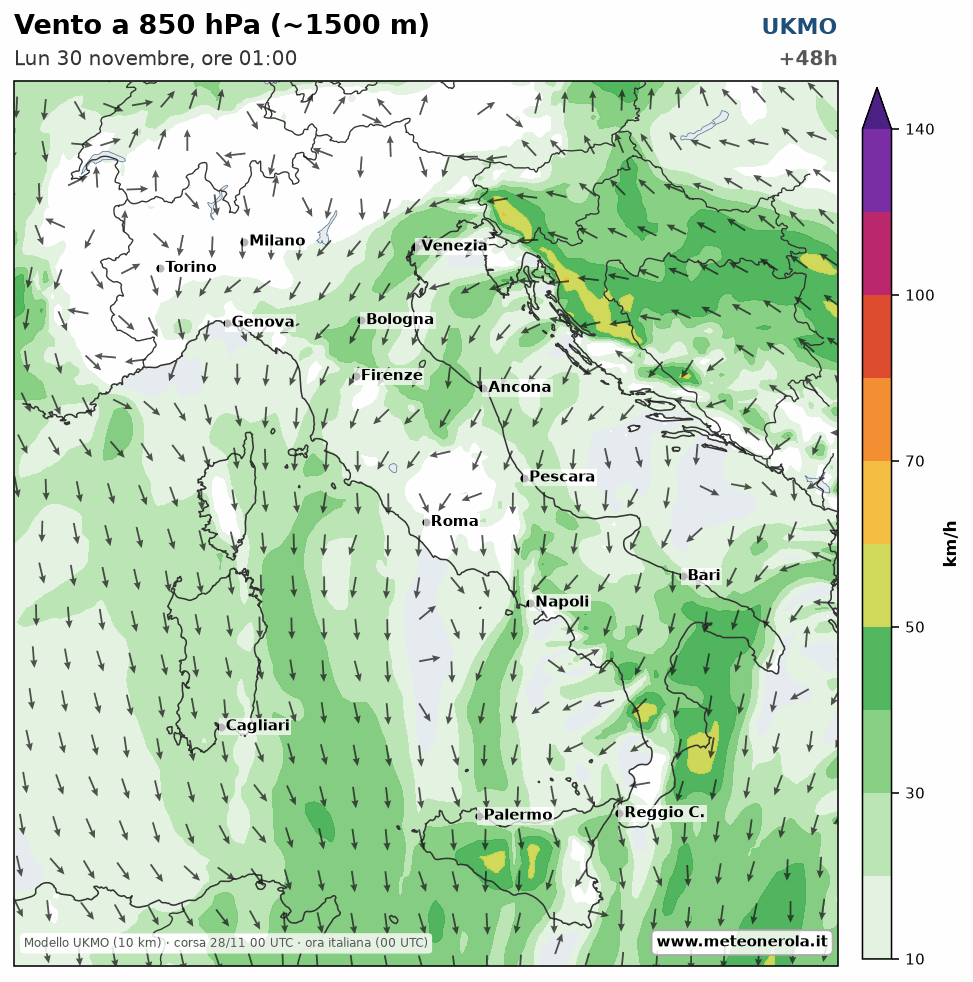 Vento a 850 hPa (~1500 m)
UKMO
Lun 30 novembre, ore 01:00
+48h
Milano
Venezia
Torino
Genova
Bologna
Firenze
Ancona
Pescara
Roma
Bari
Napoli
Cagliari
Palermo
Reggio C.
140
100
70
50
30
10
km/h
Modello UKMO (10 km) · corsa 28/11 00 UTC · ora italiana (00 UTC)
www.meteonerola.it